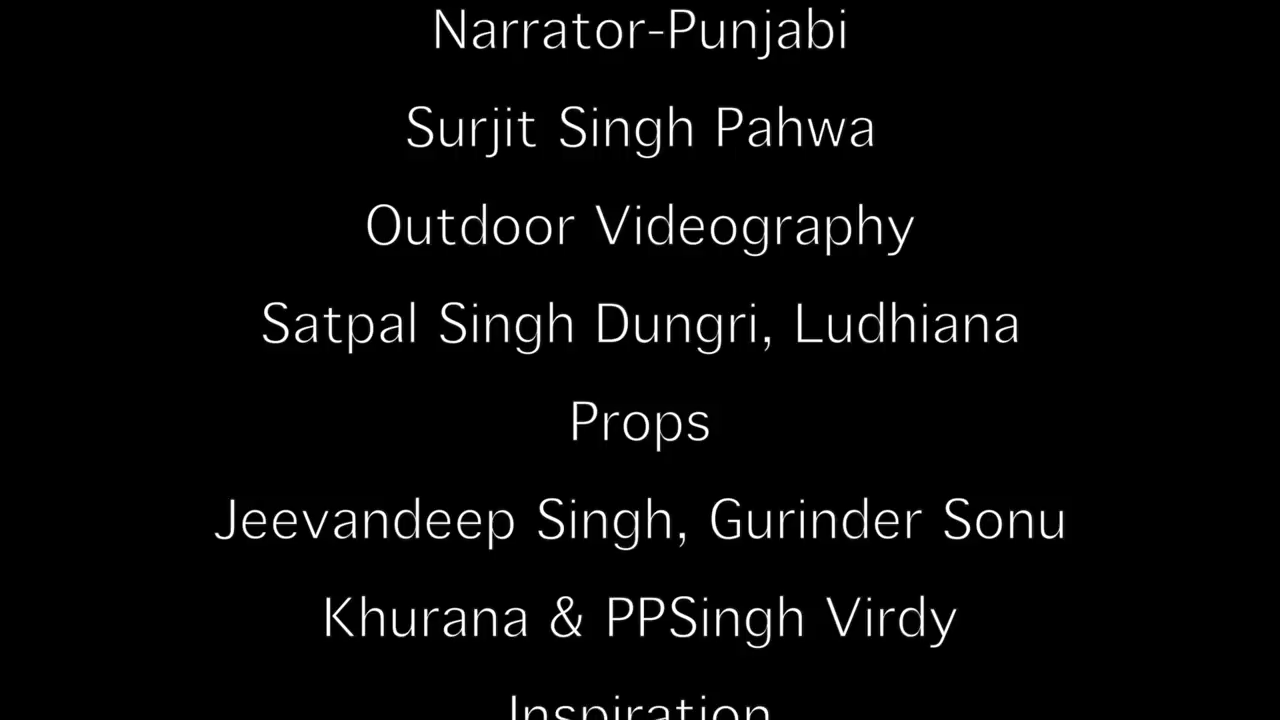 Narrator-Punjabi
Surjit Singh Pahwa
Outdoor Videography
Satpal Singh Dungri, Ludhiana
Props
Jeevandeep Singh, Gurinder Sonu
Khurana & PPSingh Virdy
Inspiration